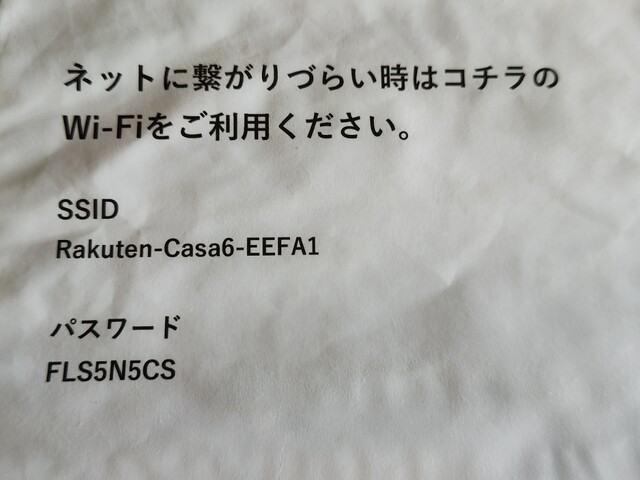 ネットに繋がりづらい時はコチラの
Wi-Fiをご利用ください。
SSID
Rakuten-Casa6-EEFA1
パスワード
FLS5N5CS